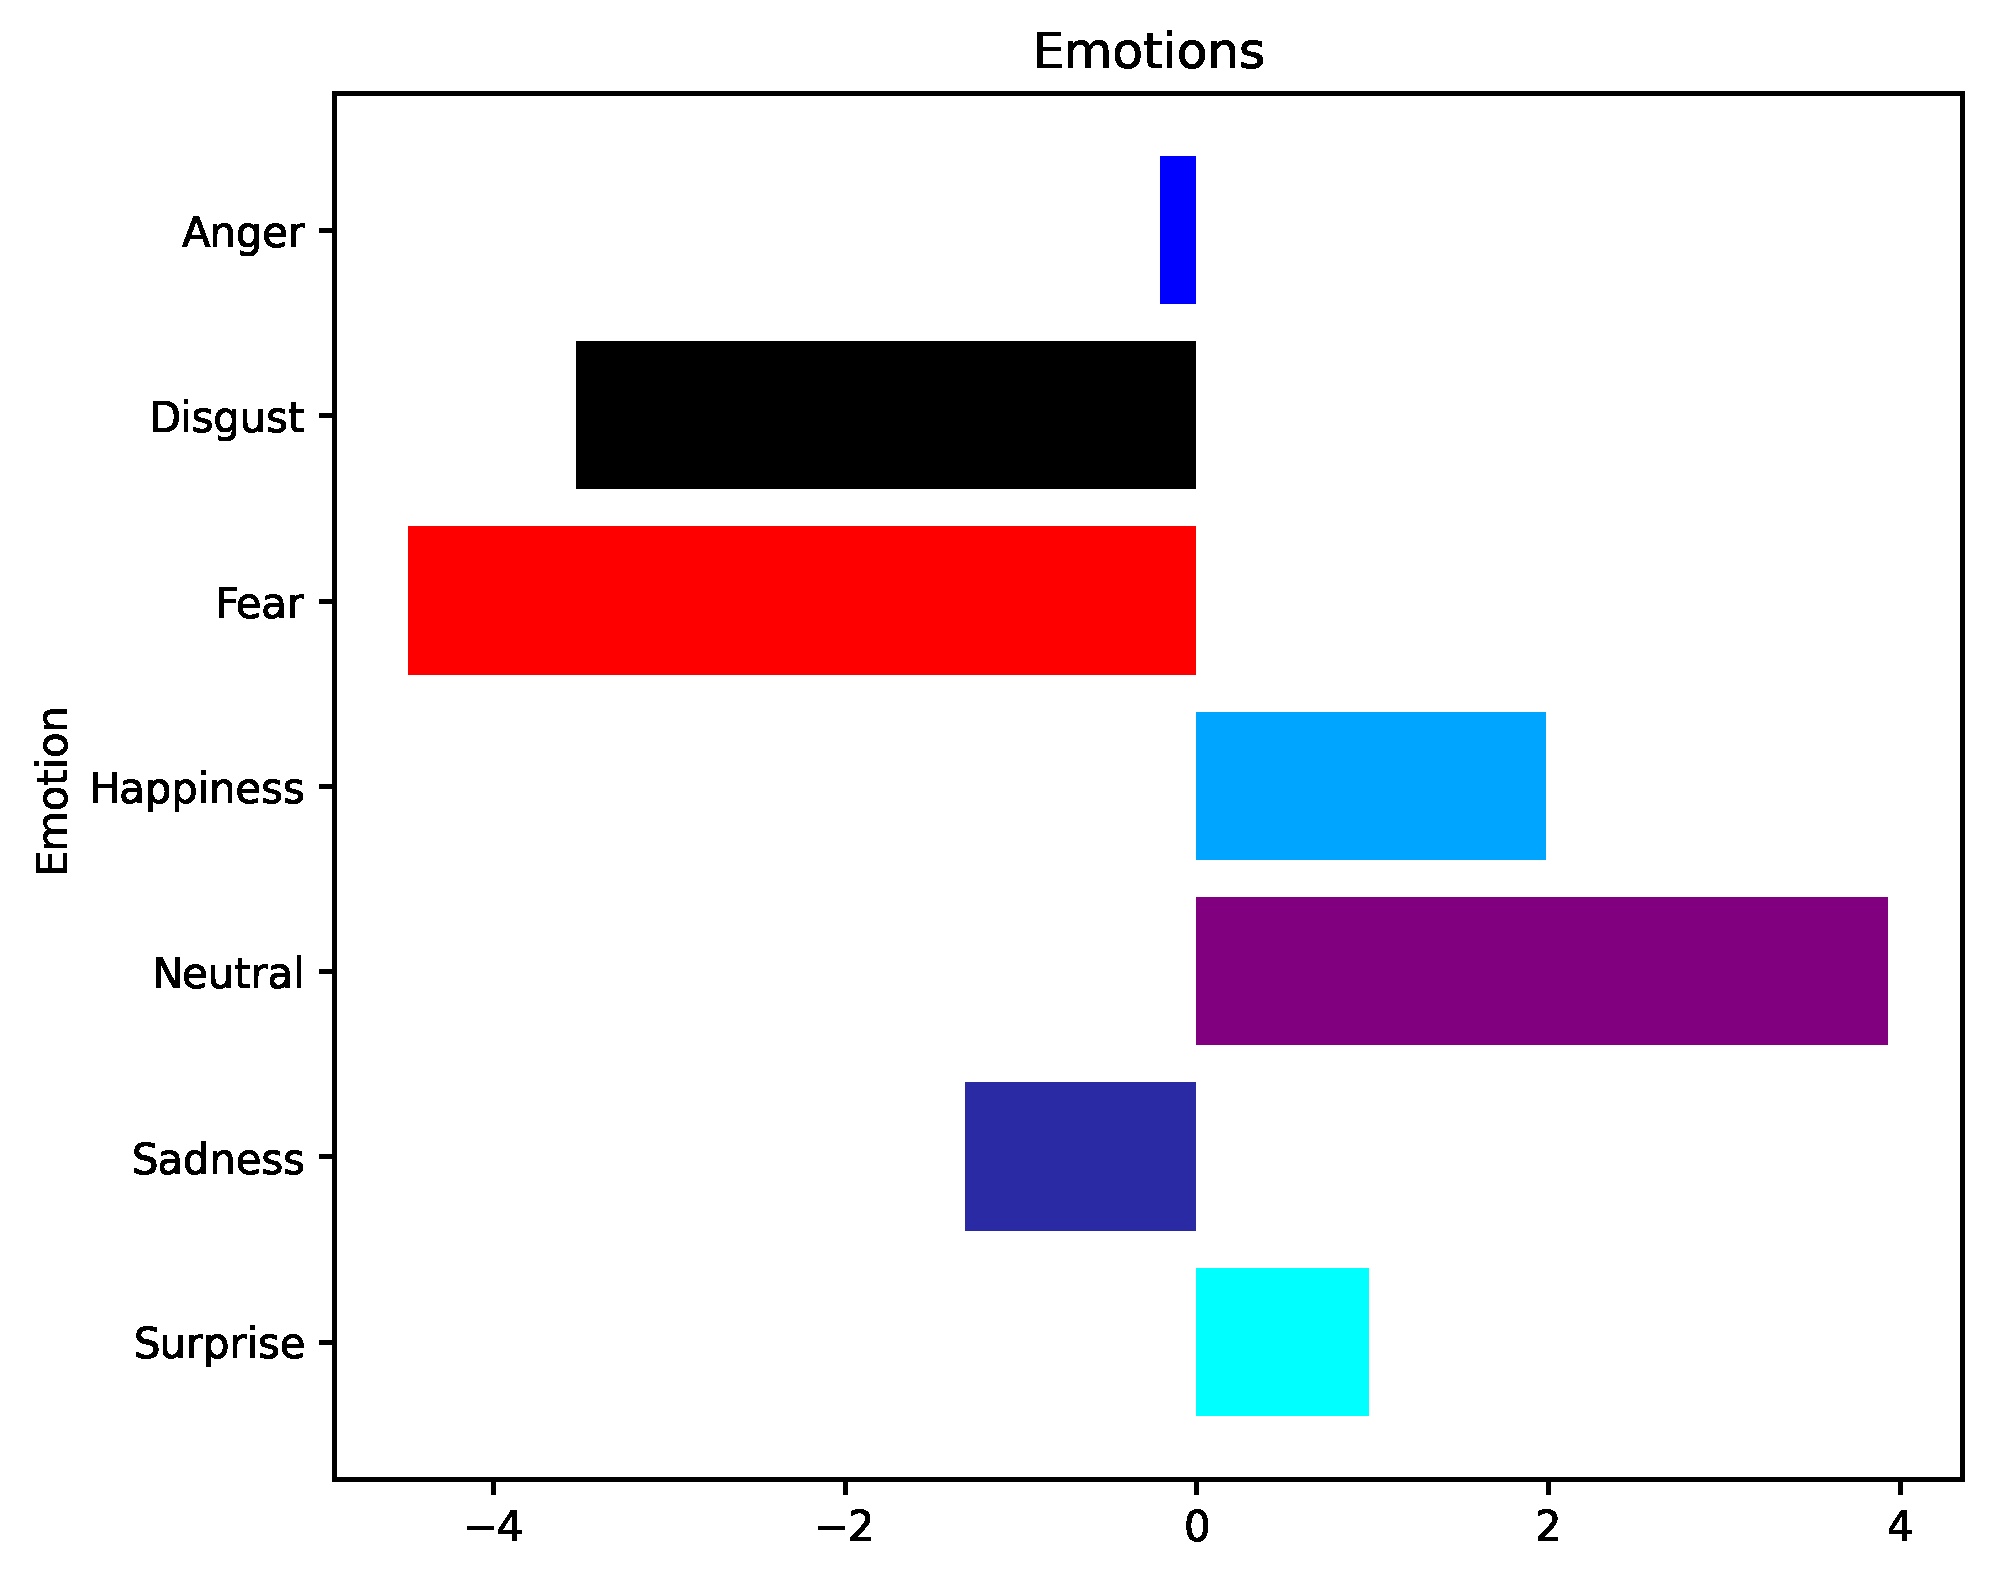 Emotions
Emotion
Anger
Disgust
Fear
Happiness
Neutral
Sadness
Surprise
−4 −2 0 2 4